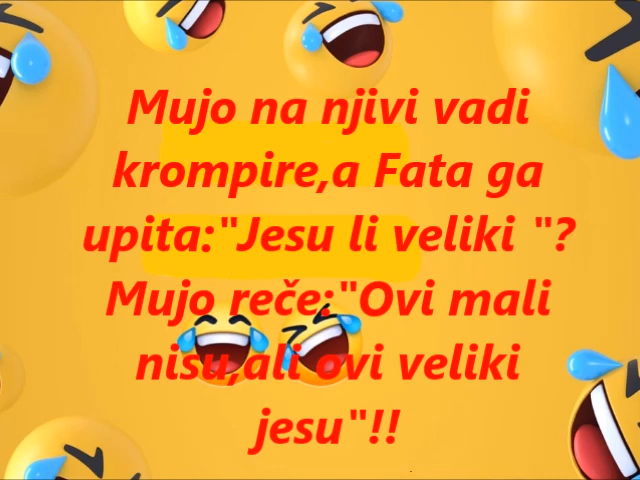 Mujo na njivi vadi
krompire,a Fata ga
upita:"Jesu li veliki "?
Mujo reče:"Ovi mali
nisu,ali ovi veliki
jesu"!!